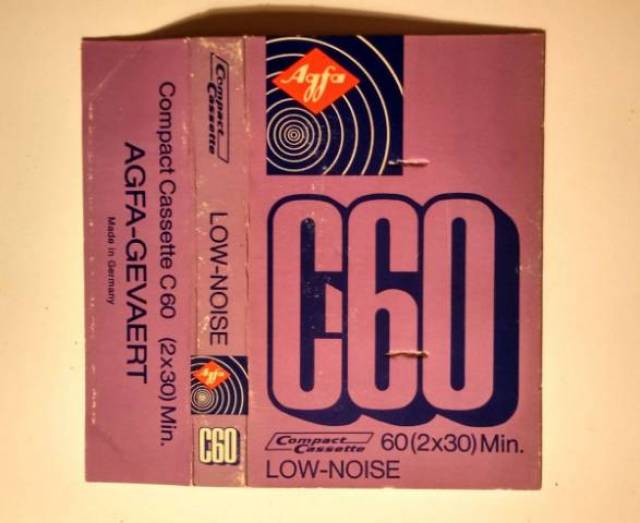 Compact Cassette C60 (2x30) Min.
AGFA-GEVAERT
Made in Germany
Compact
Cassette
LOW-NOISE
Agfa
C60
Agfa
C60
Compact
Cassette
60(2x30)Min.
LOW-NOISE